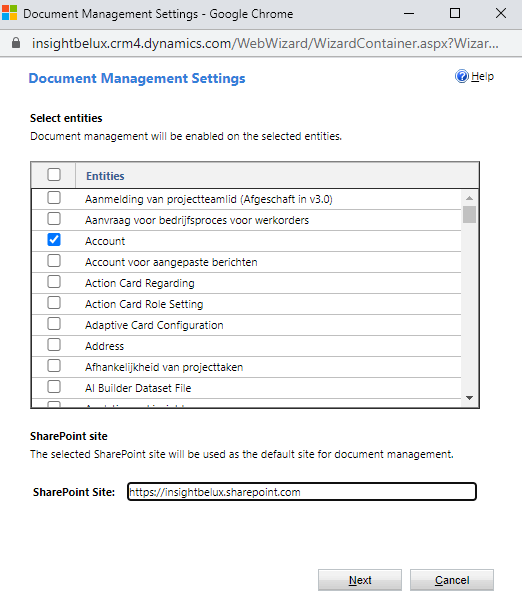 Document Management Settings - Google Chrome
insightbelux.crm4.dynamics.com/WebWizard/WizardContainer.aspx?Wizar...
Document Management Settings
Help
Select entities
Document management will be enabled on the selected entities.
Entities
Aanmelding van projectteamlid (Afgeschaft in v3.0)
Aanvraag voor bedrijfsproces voor werkorders
Account
Account voor aangepaste berichten
Action Card Regarding
Action Card Role Setting
Adaptive Card Configuration
Address
Afhankelijkheid van projecttaken
AI Builder Dataset File
SharePoint site
The selected SharePoint site will be used as the default site for document management.
SharePoint Site: https://insightbelux.sharepoint.com
Next Cancel